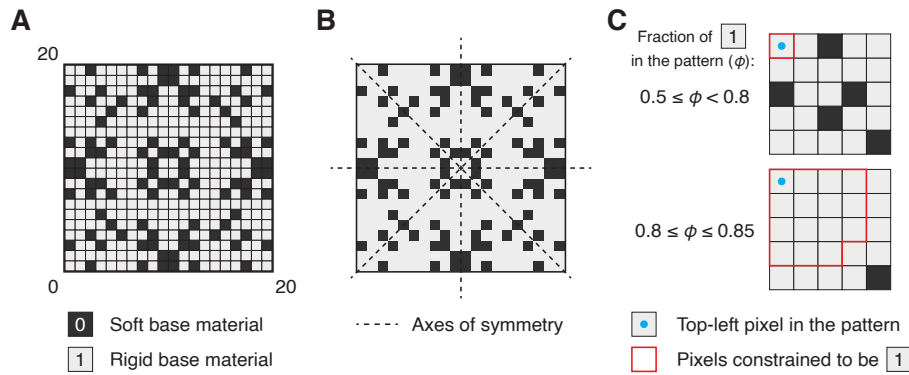 A
20
0
20
0 Soft base material
1 Rigid base material
B
Axes of symmetry
C
Fraction of 1
in the pattern (ϕ):
0.5 ≤ ϕ < 0.8
0.8 ≤ ϕ ≤ 0.85
Top-left pixel in the pattern
Pixels constrained to be 1